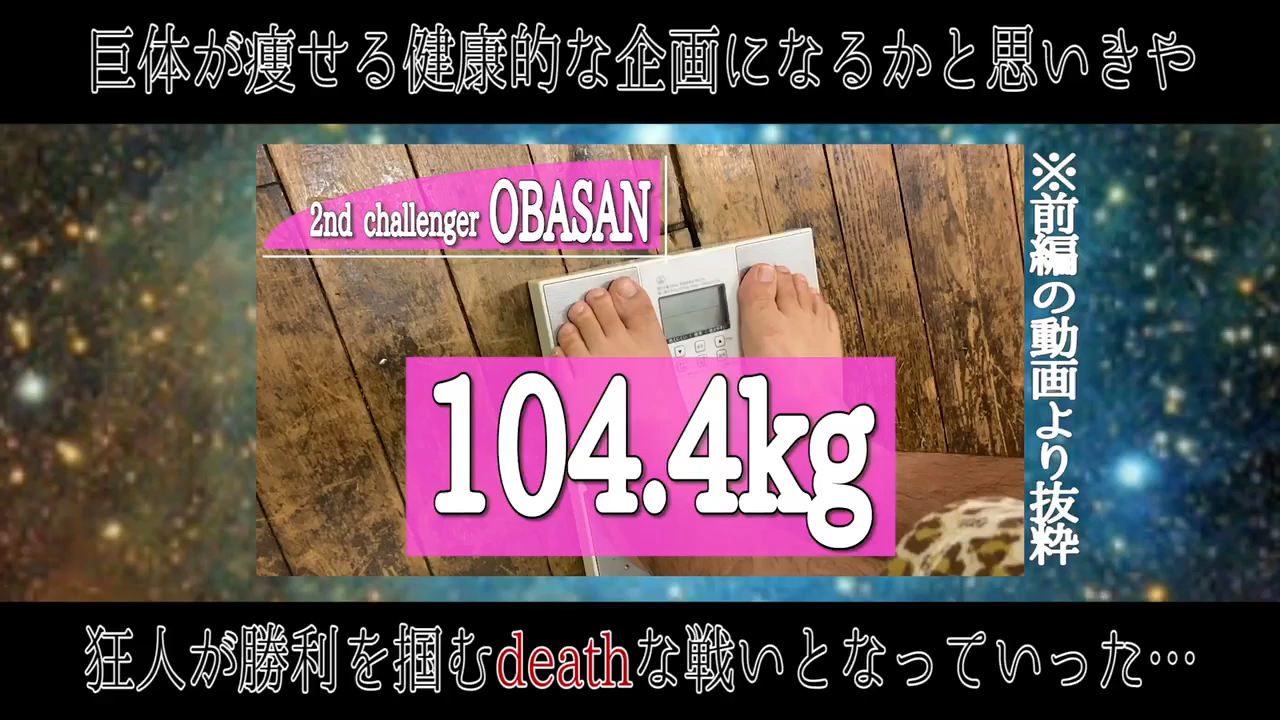 巨体が痩せる健康的な企画になるかと思いきや
2nd challenger OBASAN
104.4kg
※前編の動画より抜粋
狂人が勝利を掴むdeathな戦いとなっていった…